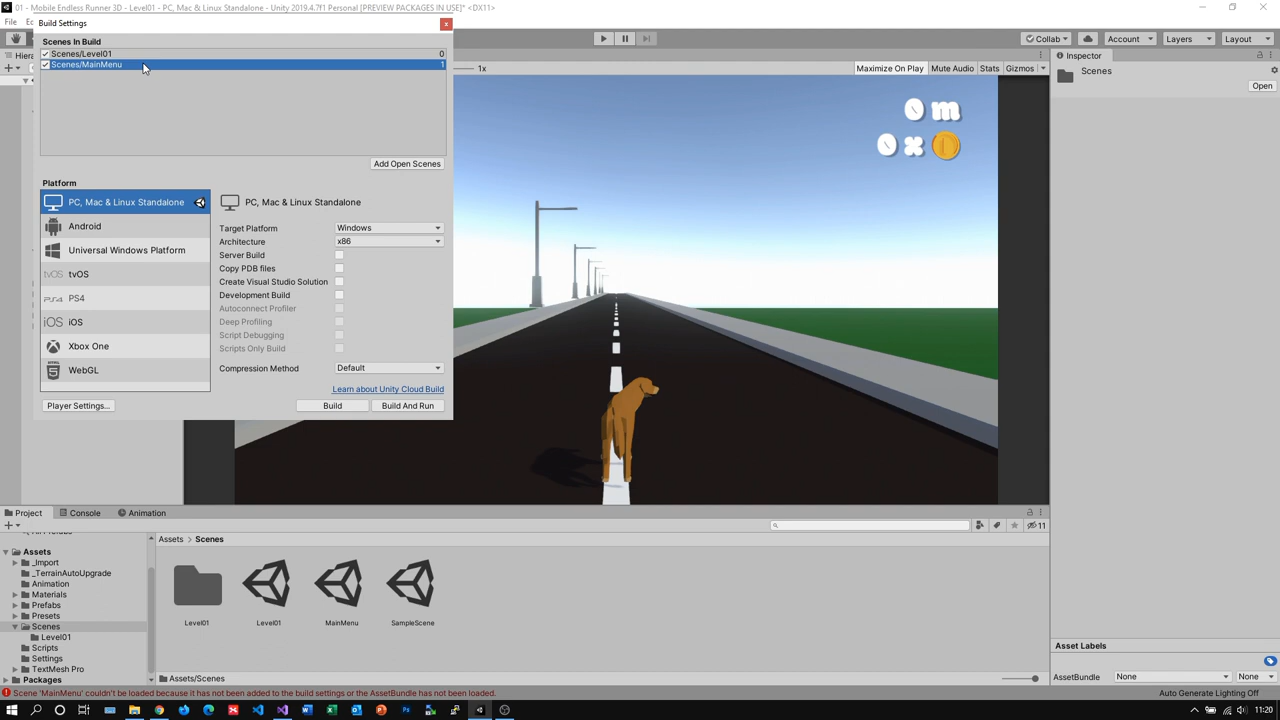 01 - Mobile Endless Runner 3D - Level01 - PC, Mac & Linux Standalone - Unity 2019.4.7f1 Personal [PREVIEW PACKAGES IN USE]* <DX11>
File
Build Settings
x
Scenes In Build
Scenes/Level01 0
Scenes/MainMenu 1
Add Open Scenes
Platform
PC, Mac & Linux Standalone
Android
Universal Windows Platform
tvOS tvOS
PS4 PS4
iOS iOS
Xbox One
WebGL
PC, Mac & Linux Standalone
Target Platform Windows
Architecture x86
Server Build
Copy PDB files
Create Visual Studio Solution
Development Build
Autoconnect Profiler
Deep Profiling
Script Debugging
Scripts Only Build
Compression Method Default
Learn about Unity Cloud Build
Player Settings...
Build
Build And Run
Collab
Account
Layers
Layout
1x
Maximize On Play
Mute Audio
Stats
Gizmos
0 m
0 x
Inspector
Scenes
Open
Asset Labels
AssetBundle None None
Auto Generate Lighting Off
Project
Console
Animation
11
Assets > Scenes
Assets
_Import
_TerrainAutoUpgrade
Animation
Materials
Prefabs
Presets
Scenes
Level01
Scripts
Settings
TextMesh Pro
Packages
Level01
Level01
MainMenu
SampleScene
Assets/Scenes
Scene 'MainMenu' couldn't be loaded because it has not been added to the build settings or the AssetBundle has not been loaded.
11:20